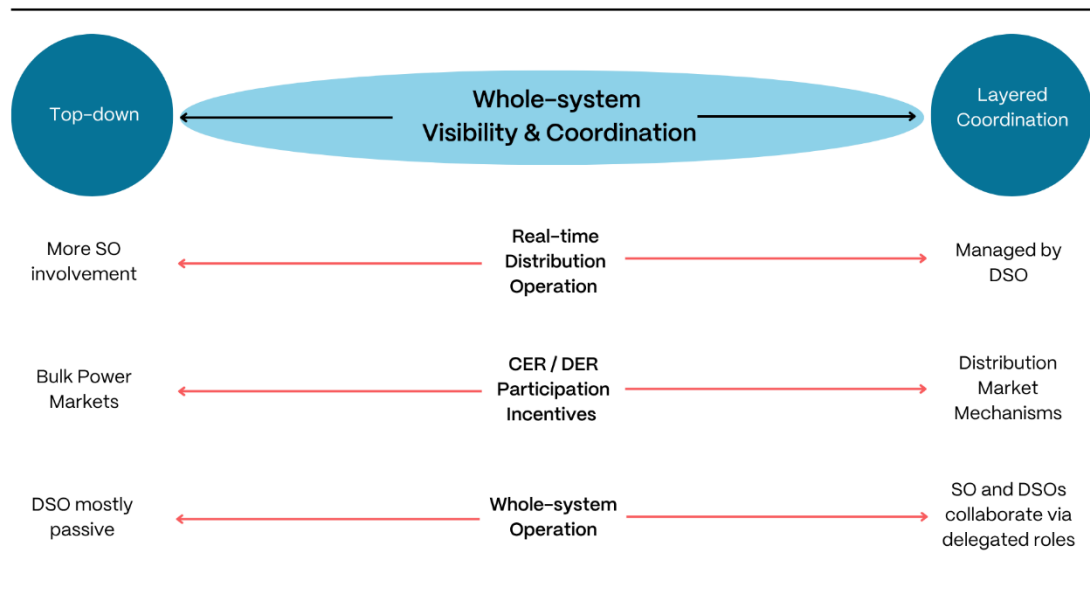 Top-down
Whole-system
Visibility & Coordination
Layered
Coordination
More SO
involvement
Real-time
Distribution
Operation
Managed by
DSO
Bulk Power
Markets
CER / DER
Participation
Incentives
Distribution
Market
Mechanisms
DSO mostly
passive
Whole-system
Operation
SO and DSOs
collaborate via
delegated roles